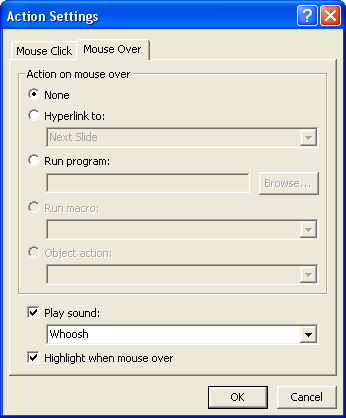 Action Settings
Mouse Click Mouse Over
Action on mouse over
None
Hyperlink to:
Next Slide
Run program:
Browse...
Run macro:
Object action:
Play sound:
Whoosh
Highlight when mouse over
OK Cancel